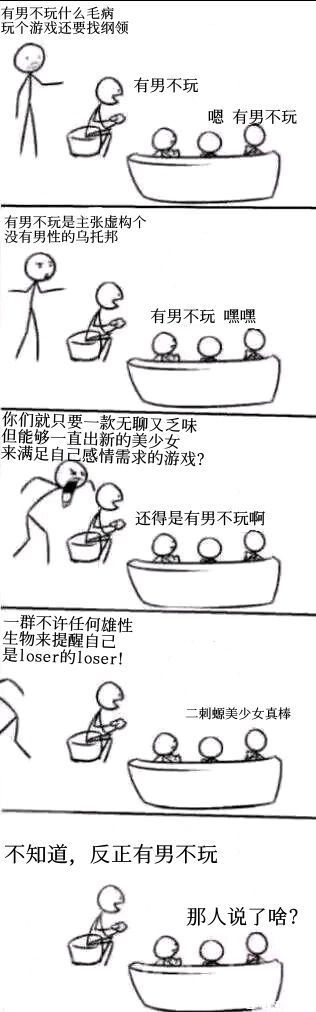 有男不玩什么毛病
玩个游戏还要找纲领
有男不玩
嗯 有男不玩
有男不玩是主张虚构个
没有男性的乌托邦
有男不玩 嘿嘿
你们就只要一款无聊又乏味
但能够一直出新的美少女
来满足自己感情需求的游戏?
还得是有男不玩啊
一群不许任何雄性
生物来提醒自己
是loser的loser!
二刺螈美少女真棒
不知道，反正有男不玩
那人说了啥?